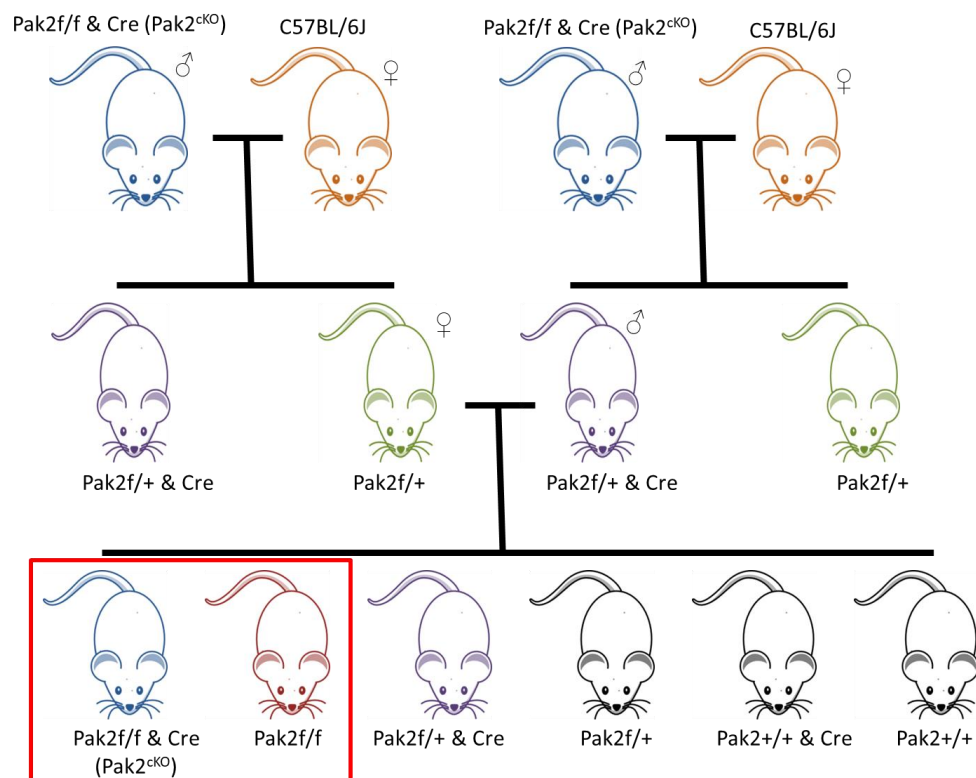 Pak2f/f & Cre (Pak2cKO)
C57BL/6J
Pak2f/f & Cre (Pak2cKO)
C57BL/6J
♂
♀
♂
♀
♀
♂
Pak2f/+ & Cre
Pak2f/+
Pak2f/+ & Cre
Pak2f/+
Pak2f/f & Cre
(Pak2cKO)
Pak2f/f
Pak2f/+ & Cre
Pak2f/+
Pak2+/+ & Cre
Pak2+/+